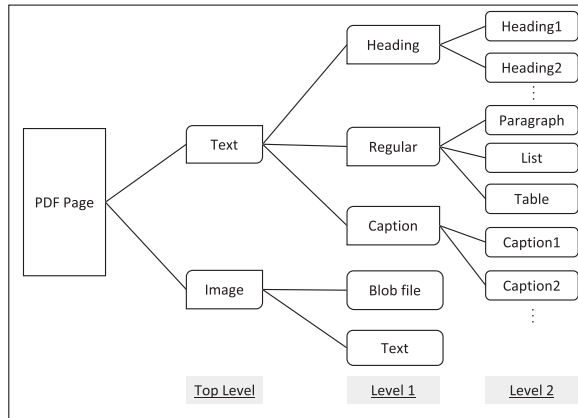 Heading1
Heading
Heading2
⋮
Paragraph
Text
Regular
List
PDF Page
Table
Caption
Caption1
Image
Blob file
Caption2
⋮
Text
Top Level
Level 1
Level 2